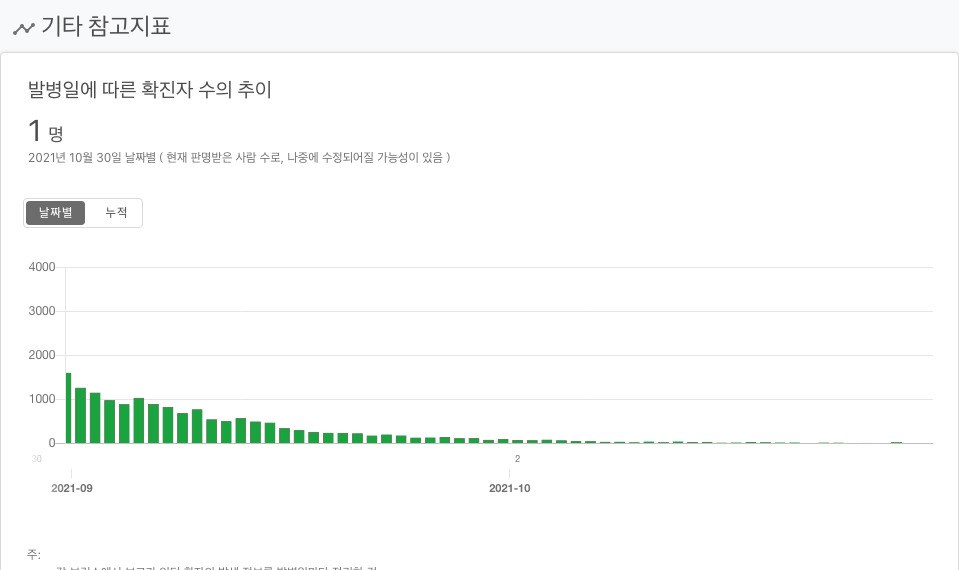 기타 참고지표
발병일에 따른 확진자 수의 추이
1 명
2021년 10월 30일 날짜별 ( 현재 판명받은 사람 수로, 나중에 수정되어질 가능성이 있음 )
날짜별 누적
4000
3000
2000
1000
0
30 2
2021-09 2021-10
주: